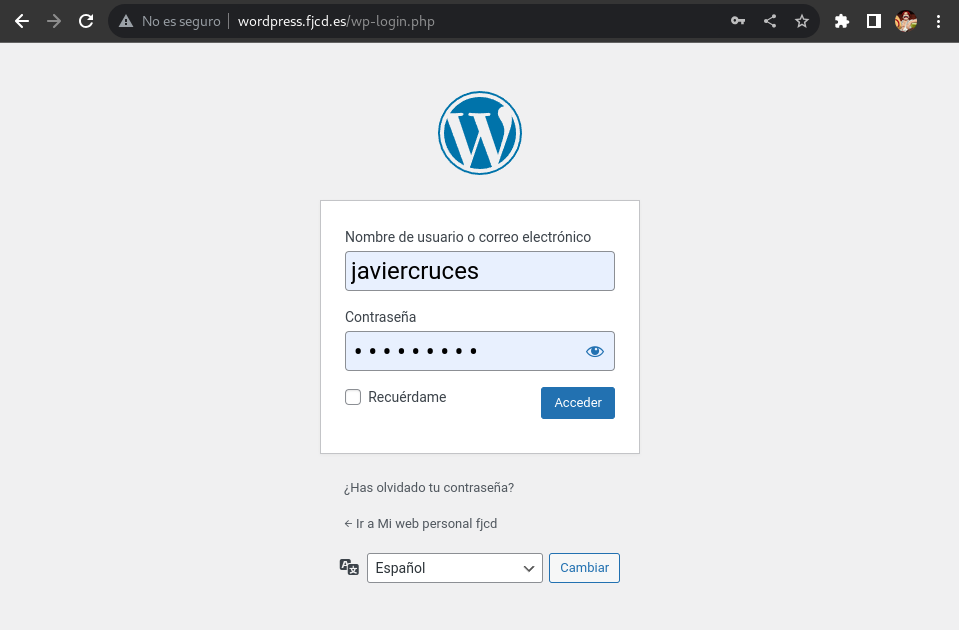 No es seguro wordpress.fjcd.es/wp-login.php
Nombre de usuario o correo electrónico
javiercruces
Contraseña
•••••••••
Recuérdame Acceder
¿Has olvidado tu contraseña?
← Ir a Mi web personal fjcd
Español Cambiar